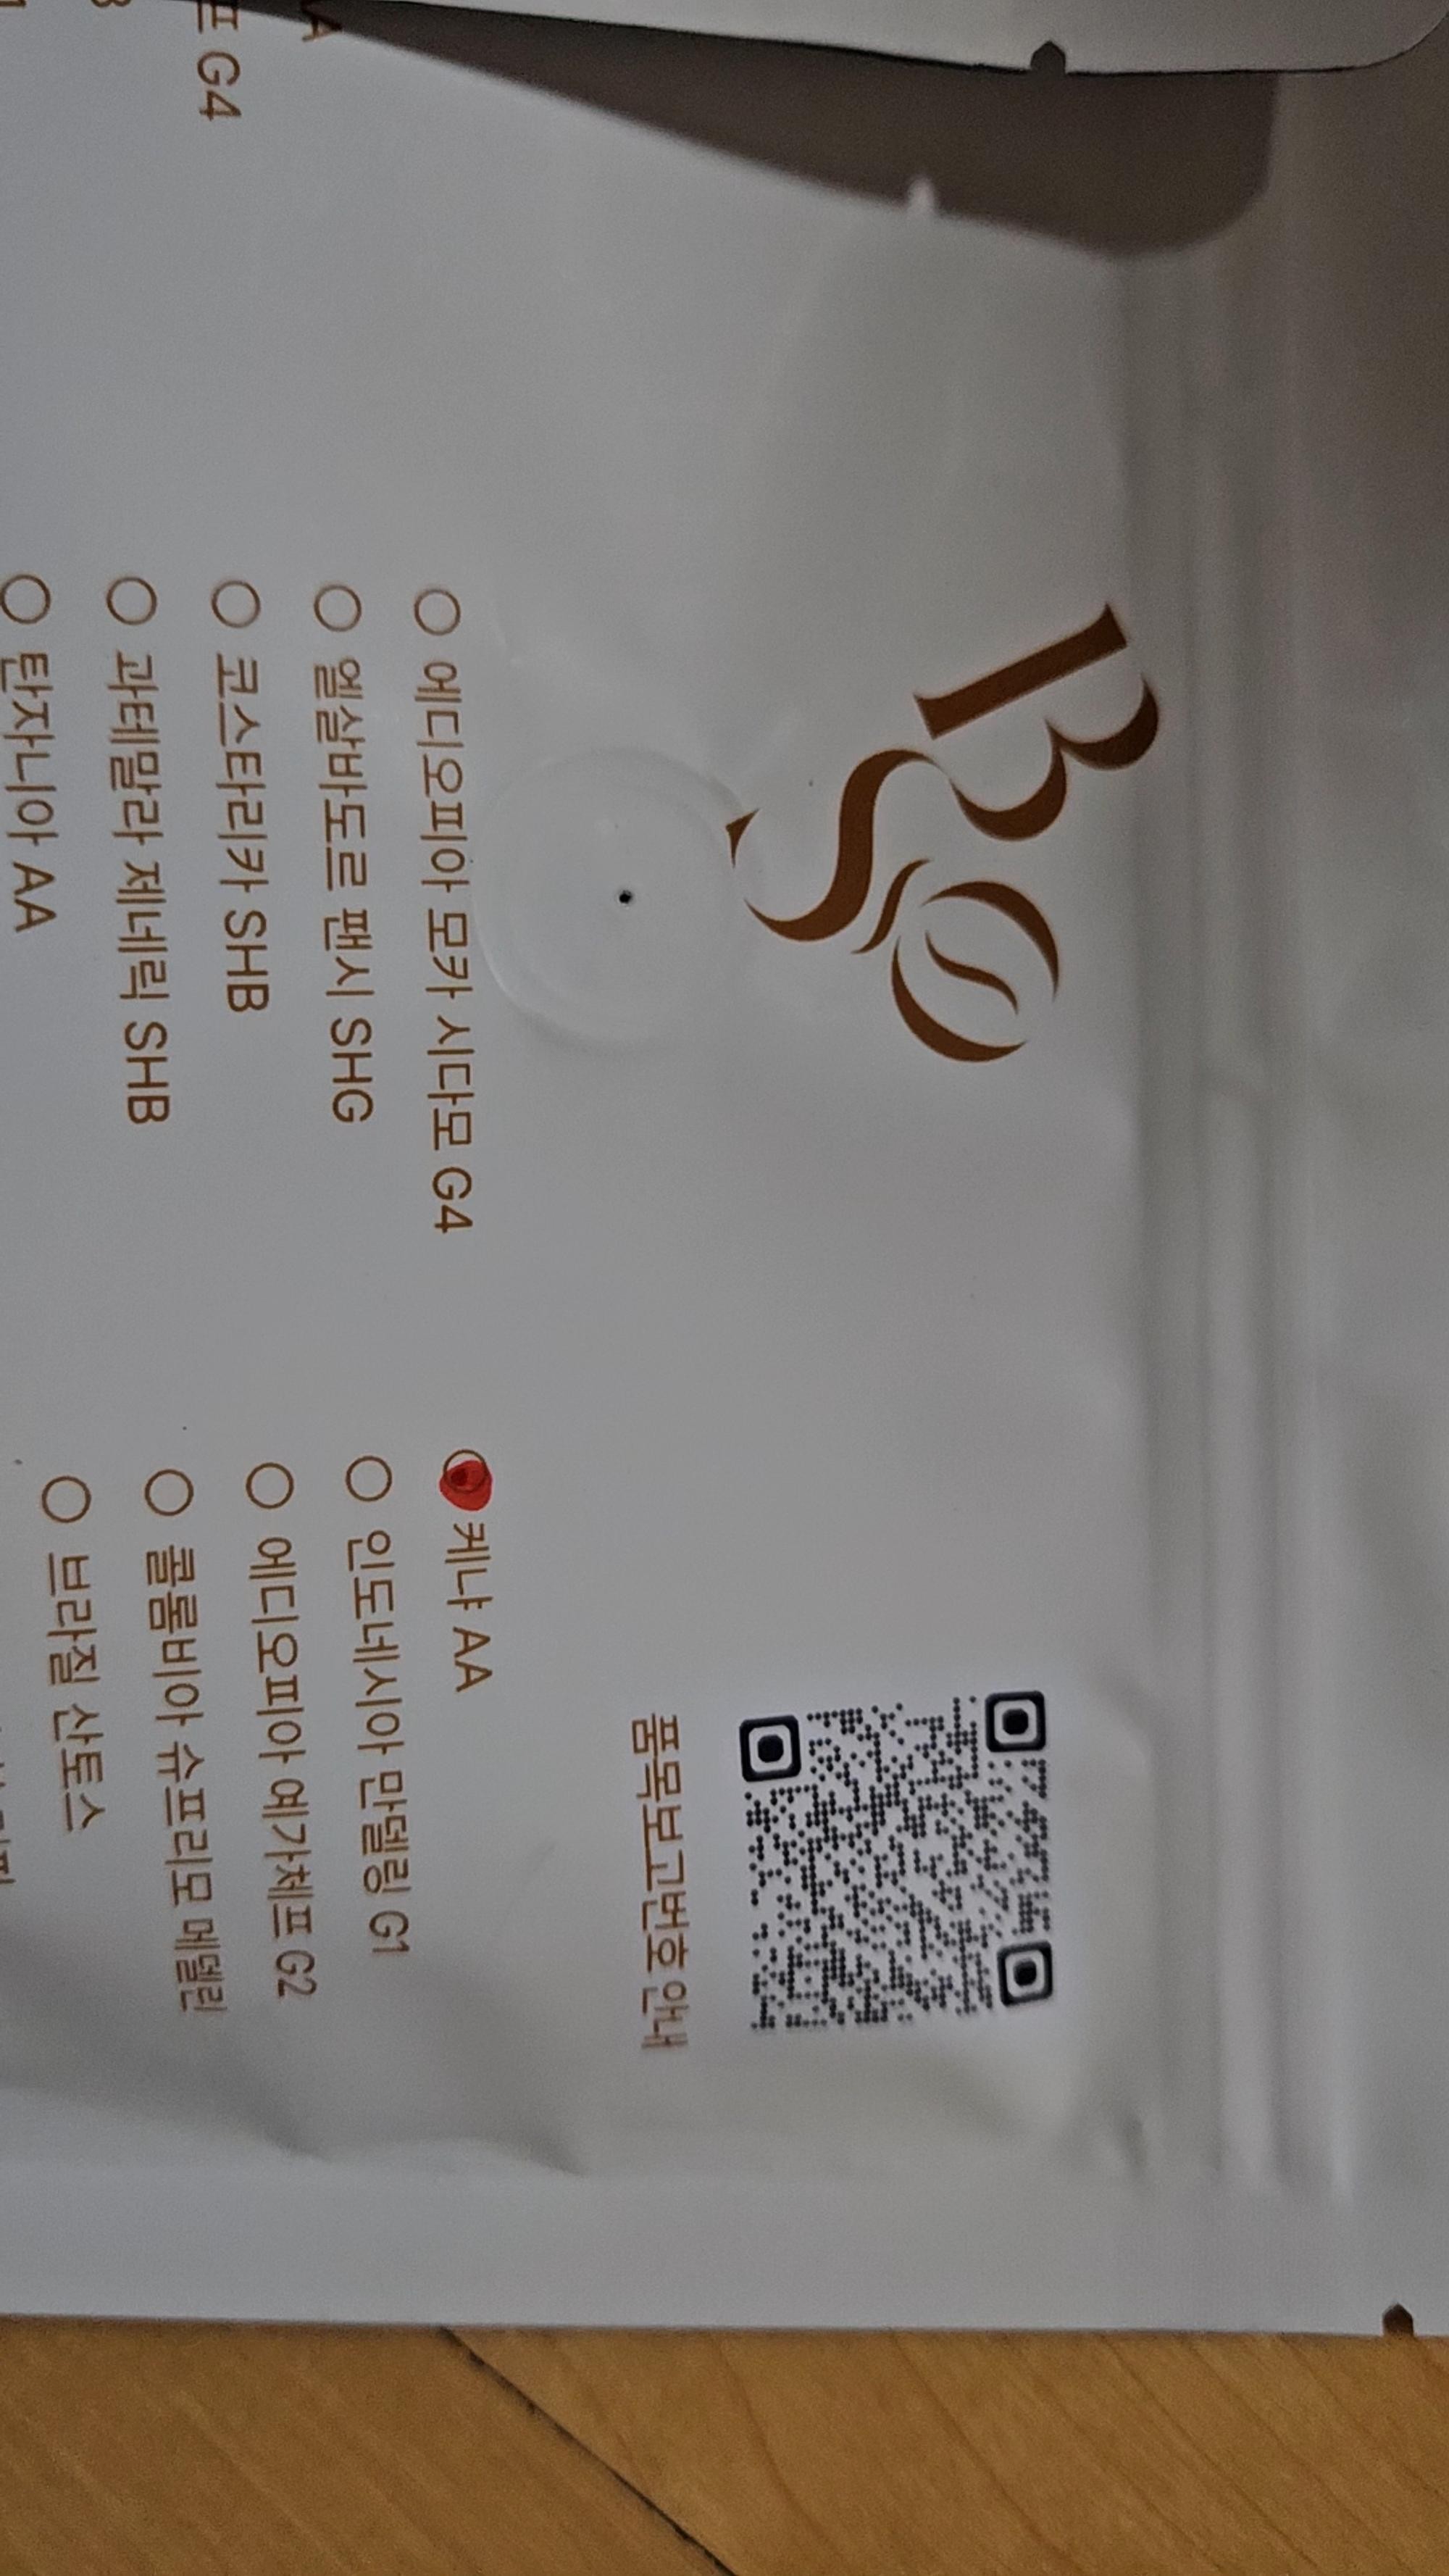 BSO
품목보고번호 안내
에디오피아 모카 시다모 G4
엘살바도르 팬시 SHG
코스타리카 SHB
과테말라 제네릭 SHB
탄자니아 AA
케냐 AA
인도네시아 만델링 G1
에디오피아 예가체프 G2
콜롬비아 슈프리모 메델린
브라질 산토스
G4